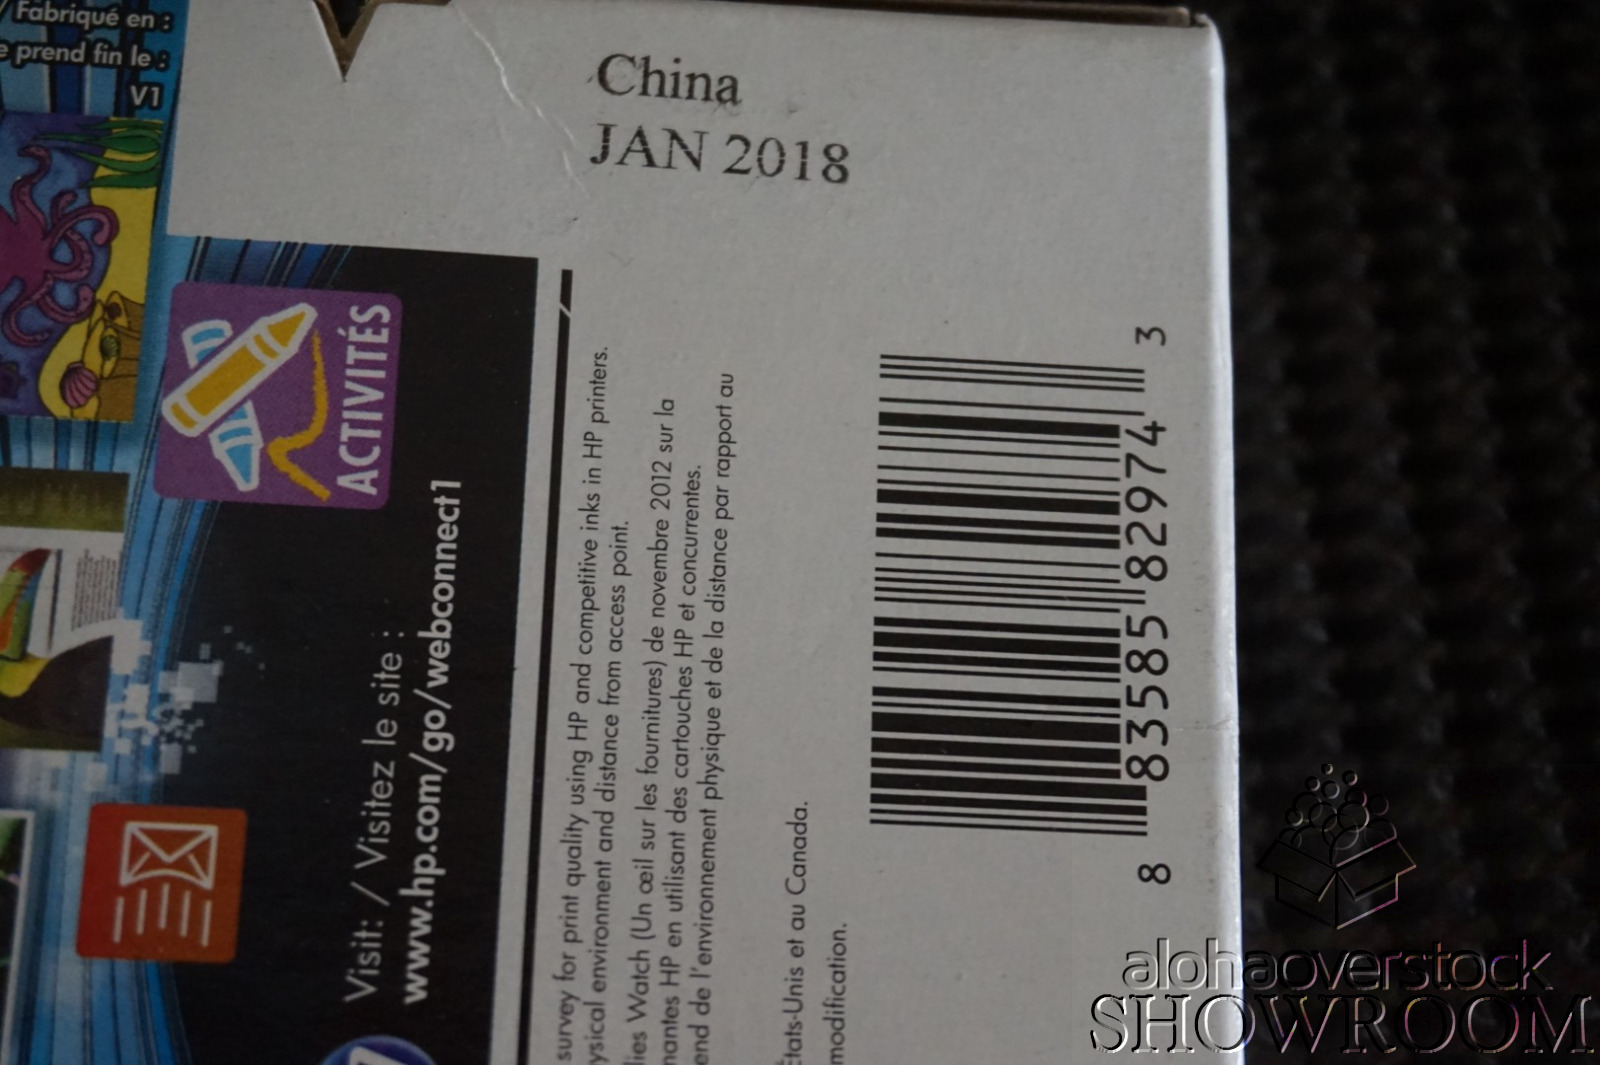 Fabriqué en :
prend fin le :
V1
China
JAN 2018
ACTIVITÉS
Visit: / Visitez le site :
www.hp.com/go/webconnect1
survey for print quality using HP and competitive inks in HP printers.
environment and distance from access point.
Watch (Un œil sur les fournitures) de novembre 2012 sur la
HP en utilisant des cartouches HP et concurrentes.
de l'environnement physique et de la distance par rapport au
États-Unis et au Canada.
modification.
8 83585 82974 3
alohaoverstock
SHOWROOM